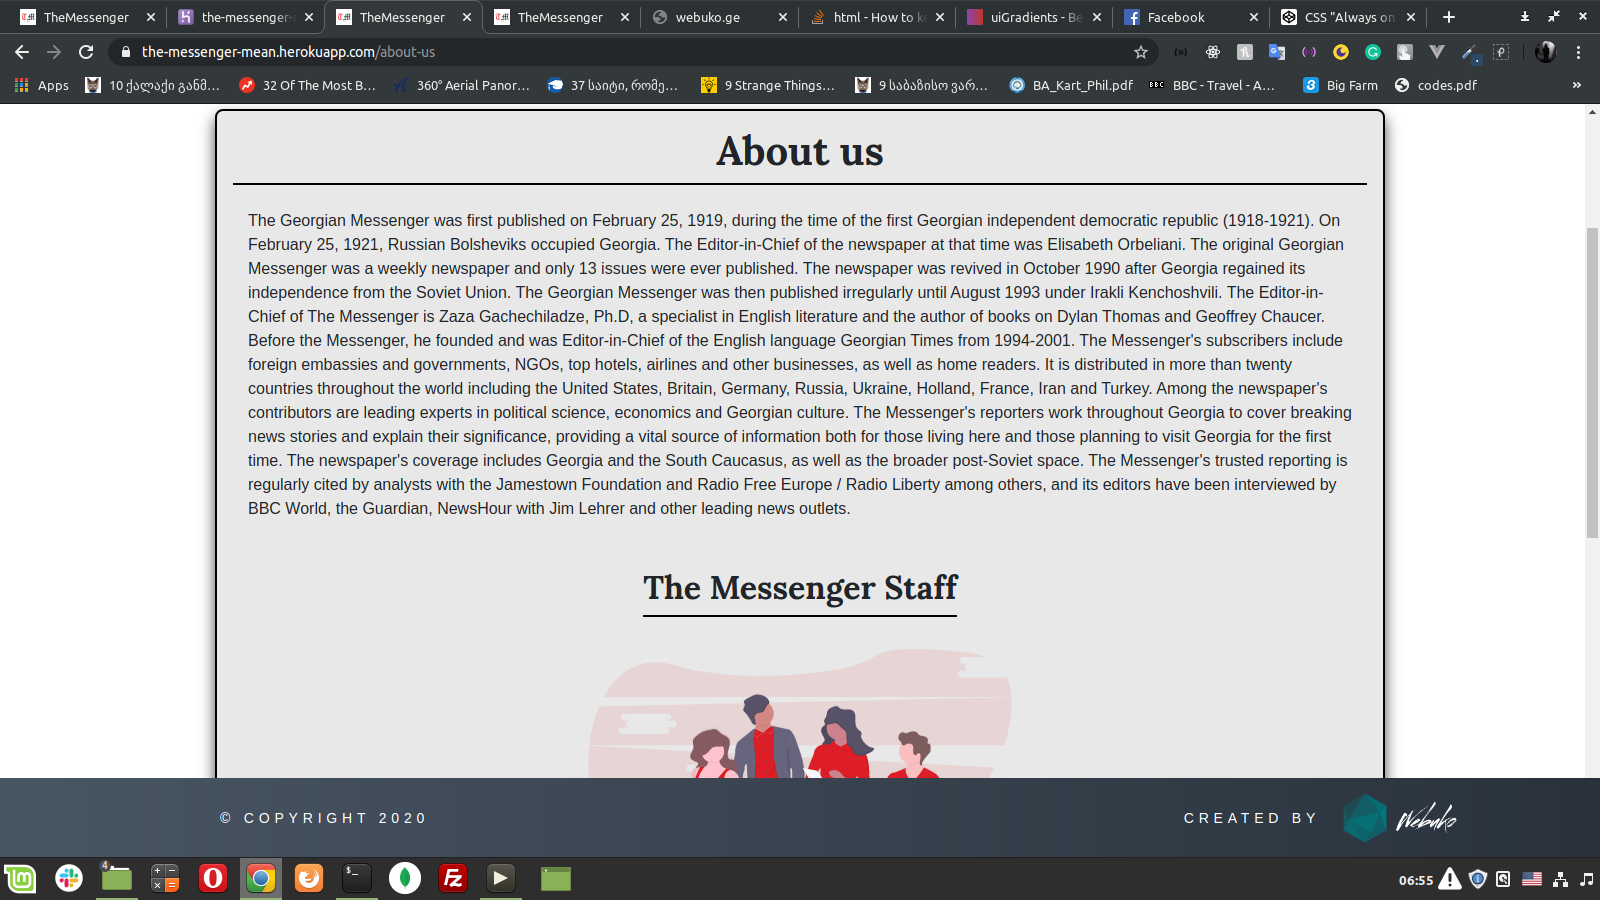 TheMessenger
the-messenger-
TheMessenger
TheMessenger
webuko.ge
html - How to k
uiGradients - Be
Facebook
CSS "Always on
the-messenger-mean.herokuapp.com/about-us
Apps
10 ქალაქი განმ...
32 Of The Most B...
360° Aerial Panor...
37 საიტი, რომე...
9 Strange Things...
9 საბაზისო ვარ...
BA_Kart_Phil.pdf
BBC
BBC - Travel - A...
Big Farm
codes.pdf
»
About us
The Georgian Messenger was first published on February 25, 1919, during the time of the first Georgian independent democratic republic (1918-1921). On
February 25, 1921, Russian Bolsheviks occupied Georgia. The Editor-in-Chief of the newspaper at that time was Elisabeth Orbeliani. The original Georgian
Messenger was a weekly newspaper and only 13 issues were ever published. The newspaper was revived in October 1990 after Georgia regained its
independence from the Soviet Union. The Georgian Messenger was then published irregularly until August 1993 under Irakli Kenchoshvili. The Editor-in-
Chief of The Messenger is Zaza Gachechiladze, Ph.D, a specialist in English literature and the author of books on Dylan Thomas and Geoffrey Chaucer.
Before the Messenger, he founded and was Editor-in-Chief of the English language Georgian Times from 1994-2001. The Messenger's subscribers include
foreign embassies and governments, NGOs, top hotels, airlines and other businesses, as well as home readers. It is distributed in more than twenty
countries throughout the world including the United States, Britain, Germany, Russia, Ukraine, Holland, France, Iran and Turkey. Among the newspaper's
contributors are leading experts in political science, economics and Georgian culture. The Messenger's reporters work throughout Georgia to cover breaking
news stories and explain their significance, providing a vital source of information both for those living here and those planning to visit Georgia for the first
time. The newspaper's coverage includes Georgia and the South Caucasus, as well as the broader post-Soviet space. The Messenger's trusted reporting is
regularly cited by analysts with the Jamestown Foundation and Radio Free Europe / Radio Liberty among others, and its editors have been interviewed by
BBC World, the Guardian, NewsHour with Jim Lehrer and other leading news outlets.
The Messenger Staff
© COPYRIGHT 2020
CREATED BY
Webuko
4
06:55